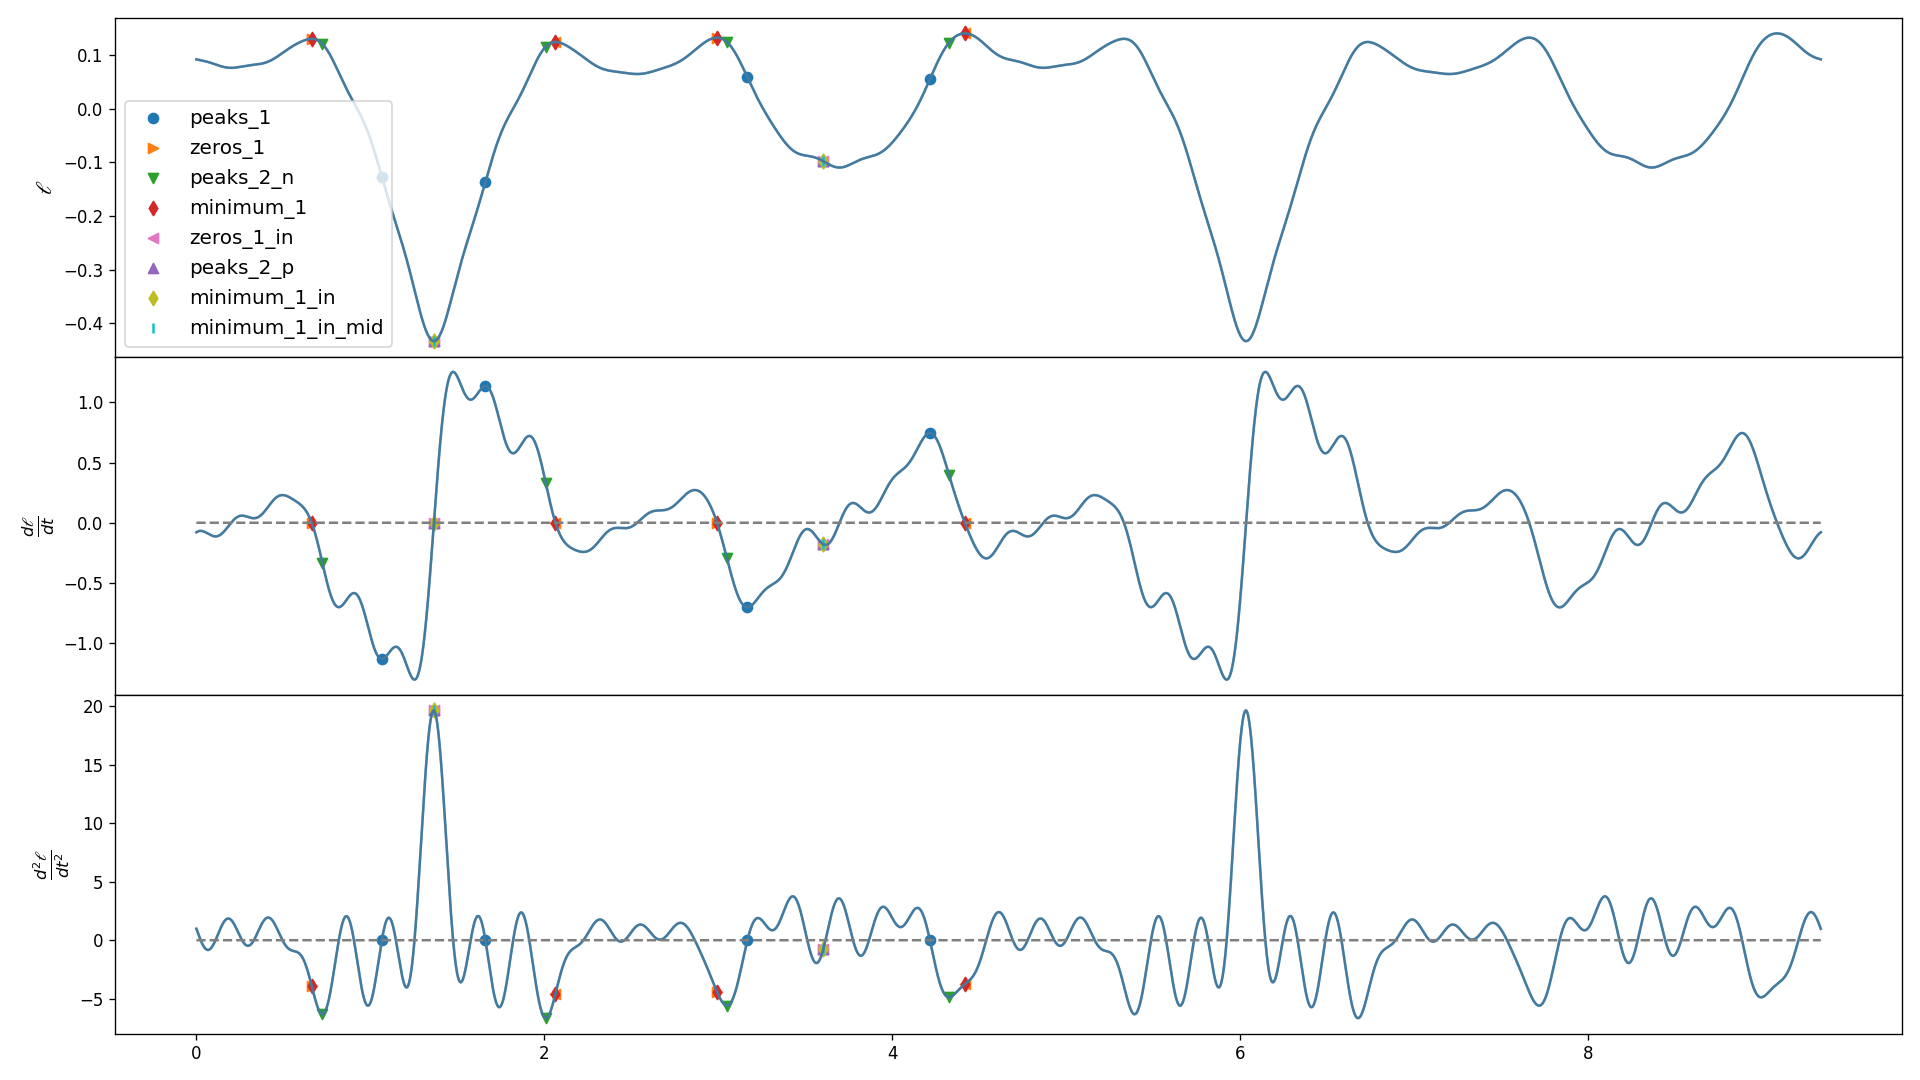 0.1
0.0
−0.1
−0.2
−0.3
−0.4
ℓ
peaks_1
zeros_1
peaks_2_n
minimum_1
zeros_1_in
peaks_2_p
minimum_1_in
minimum_1_in_mid
1.0
0.5
0.0
−0.5
−1.0
dℓ
dt
20
15
10
5
0
−5
d²ℓ
dt²
0 2 4 6 8